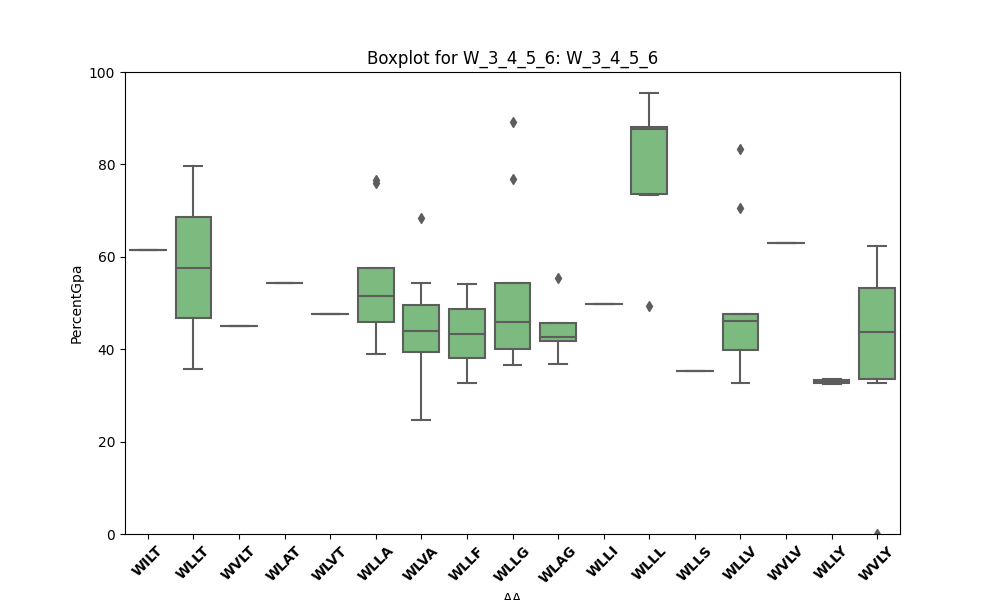 Boxplot for W_3_4_5_6: W_3_4_5_6
100
80
60
40
20
0
PercentGpa
WILT
WLLT
WVLT
WLAT
WLVT
WLLA
WLVA
WLLF
WLLG
WLAG
WLLI
WLLL
WLLS
WLLV
WVLV
WLLY
WVLY
AA